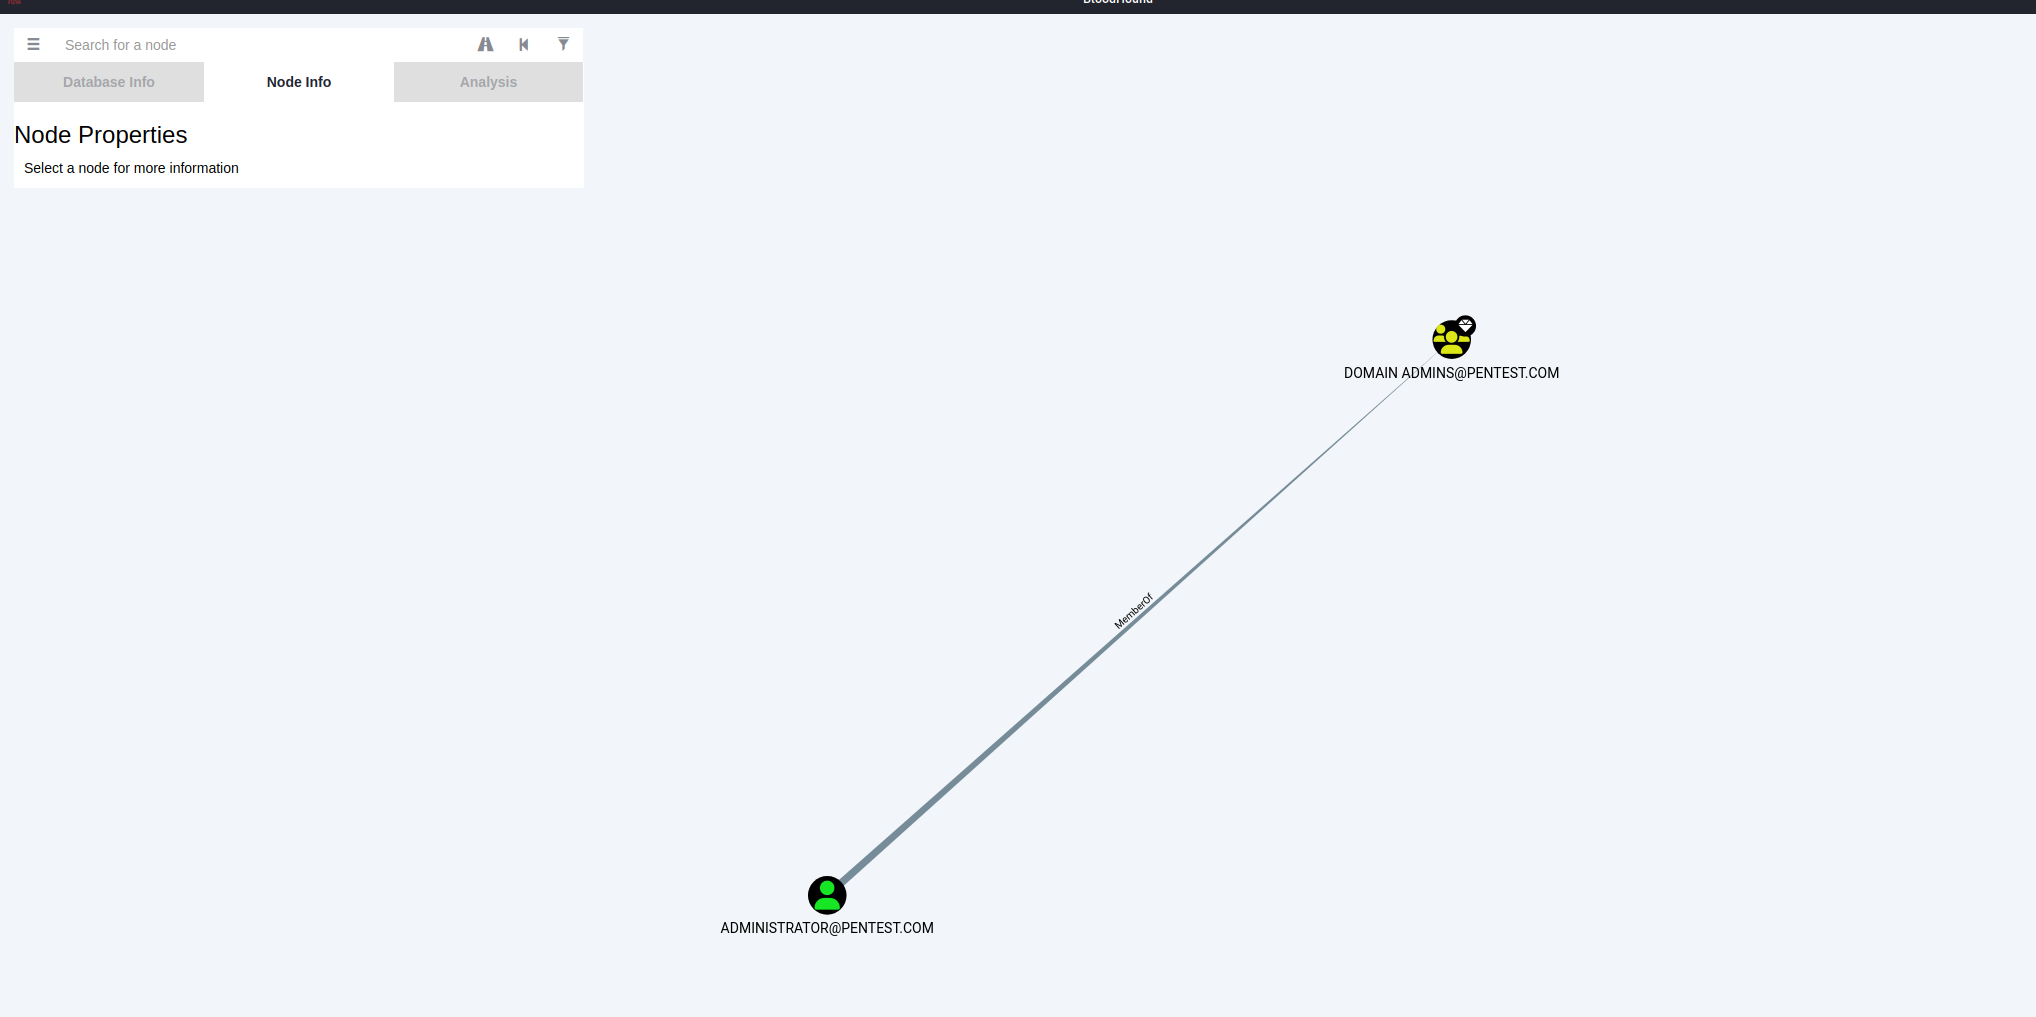 BloodHound
Search for a node
Database Info
Node Info
Analysis
Node Properties
Select a node for more information
DOMAIN ADMINS@PENTEST.COM
MemberOf
ADMINISTRATOR@PENTEST.COM